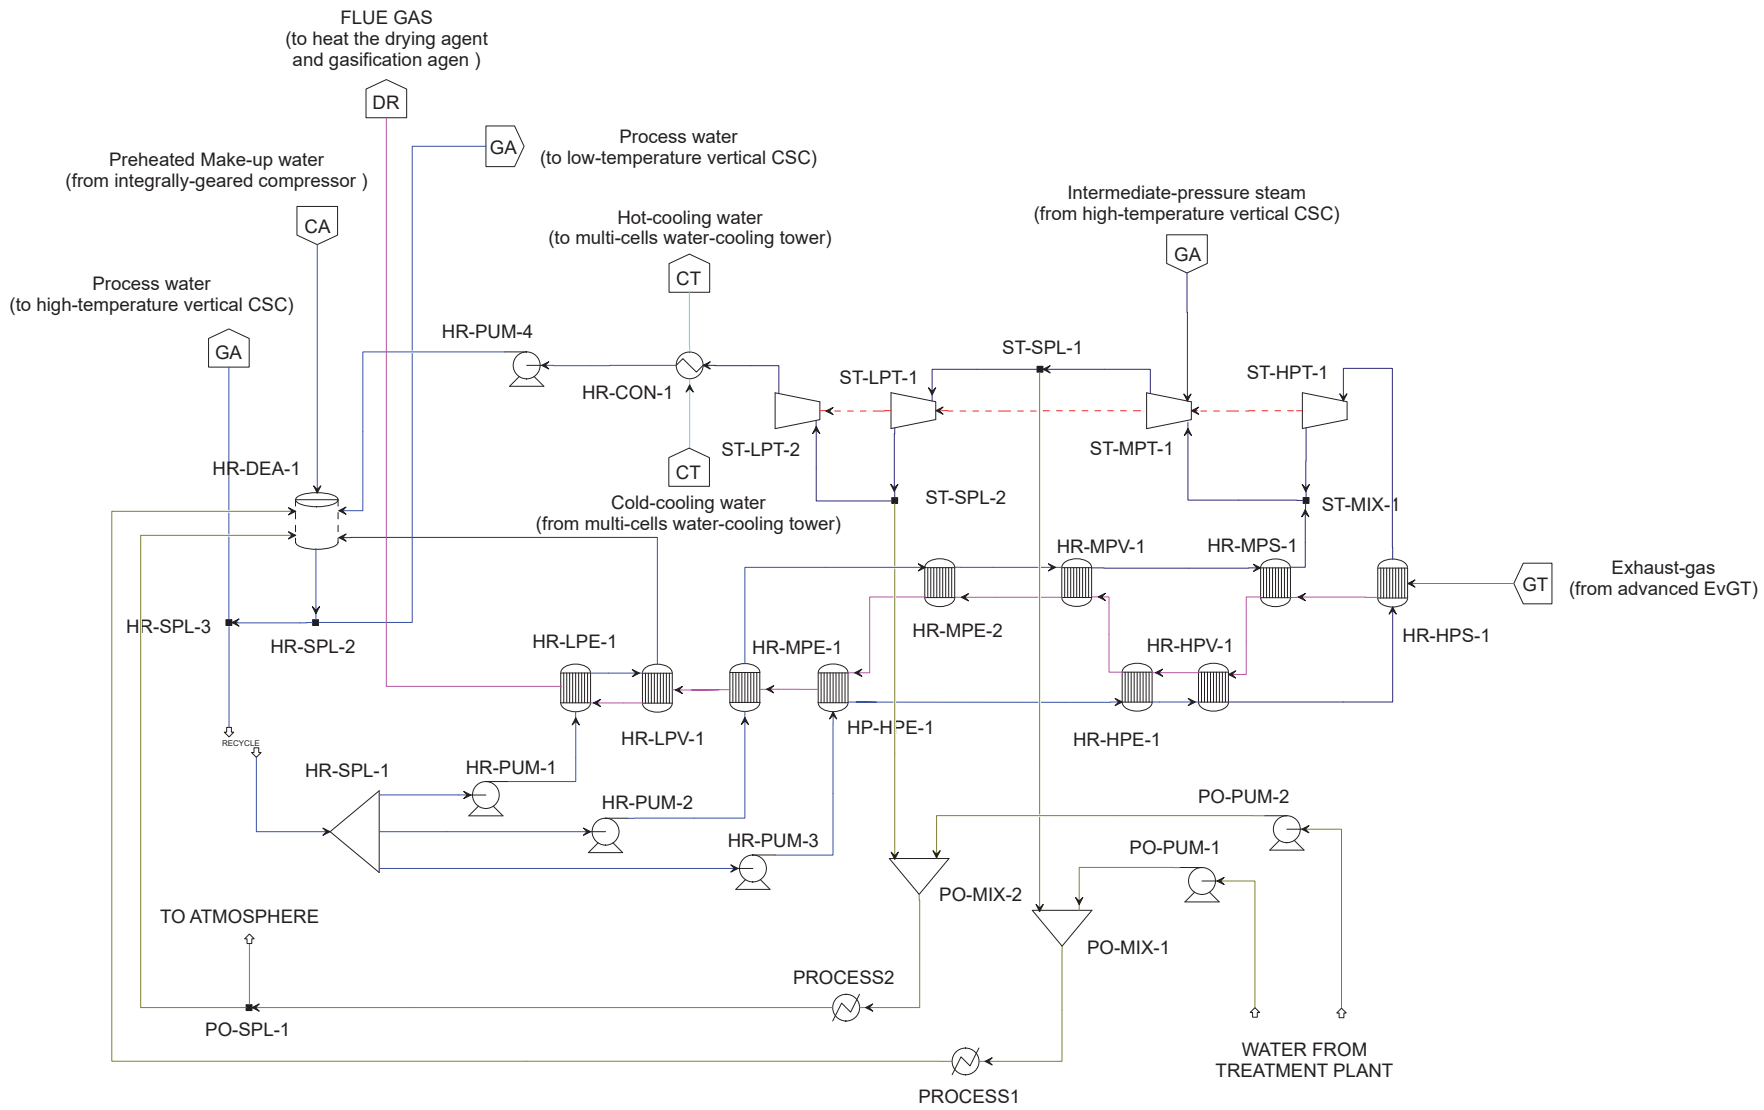 FLUE GAS
(to heat the drying agent
and gasification agen )
DR
Process water
(to low-temperature vertical CSC)
GA
Preheated Make-up water
(from integrally-geared compressor )
CA
Intermediate-pressure steam
(from high-temperature vertical CSC)
GA
Hot-cooling water
(to multi-cells water-cooling tower)
CT
Process water
(to high-temperature vertical CSC)
GA
HR-PUM-4
HR-CON-1
ST-SPL-1
ST-LPT-1
ST-HPT-1
ST-LPT-2
ST-MPT-1
CT
Cold-cooling water
(from multi-cells water-cooling tower)
HR-DEA-1
ST-SPL-2
ST-MIX-1
HR-MPV-1
HR-MPS-1
Exhaust-gas
(from advanced EvGT)
GT
HR-SPL-3
HR-SPL-2
HR-LPE-1
HR-MPE-1
HR-MPE-2
HR-HPV-1
HR-HPS-1
HR-LPV-1
HP-HPE-1
HR-HPE-1
RECYCLE
HR-SPL-1
HR-PUM-1
HR-PUM-2
HR-PUM-3
PO-PUM-2
PO-PUM-1
PO-MIX-2
PO-MIX-1
TO ATMOSPHERE
PROCESS2
PO-SPL-1
WATER FROM
TREATMENT PLANT
PROCESS1